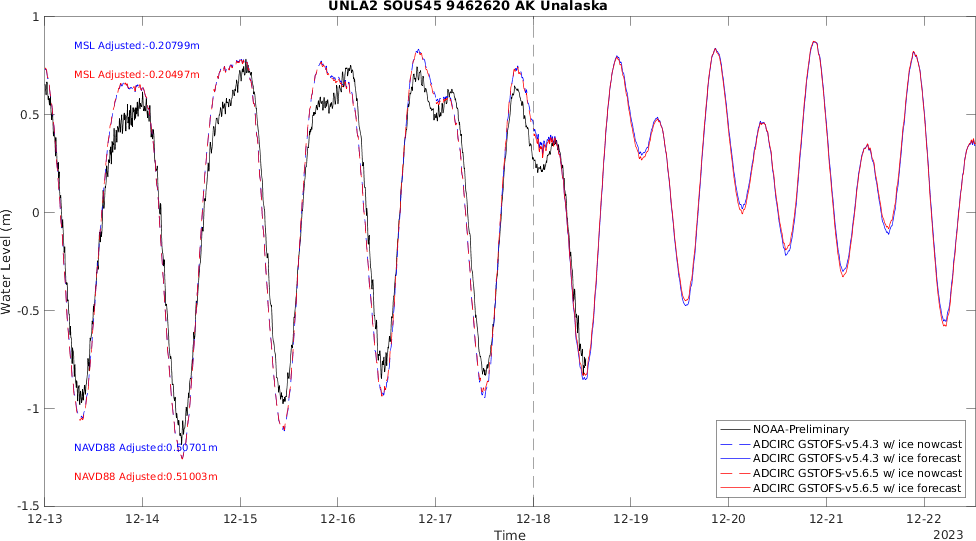 UNLA2 SOUS45 9462620 AK Unalaska
1
MSL Adjusted:-0.20799m
MSL Adjusted:-0.20497m
0.5
0
Water Level (m)
-0.5
-1
NAVD88 Adjusted:0.50701m
NAVD88 Adjusted:0.51003m
NOAA-Preliminary
ADCIRC GSTOFS-v5.4.3 w/ ice nowcast
ADCIRC GSTOFS-v5.4.3 w/ ice forecast
ADCIRC GSTOFS-v5.6.5 w/ ice nowcast
ADCIRC GSTOFS-v5.6.5 w/ ice forecast
-1.5
12-13 12-14 12-15 12-16 12-17 12-18 12-19 12-20 12-21 12-22
Time
2023